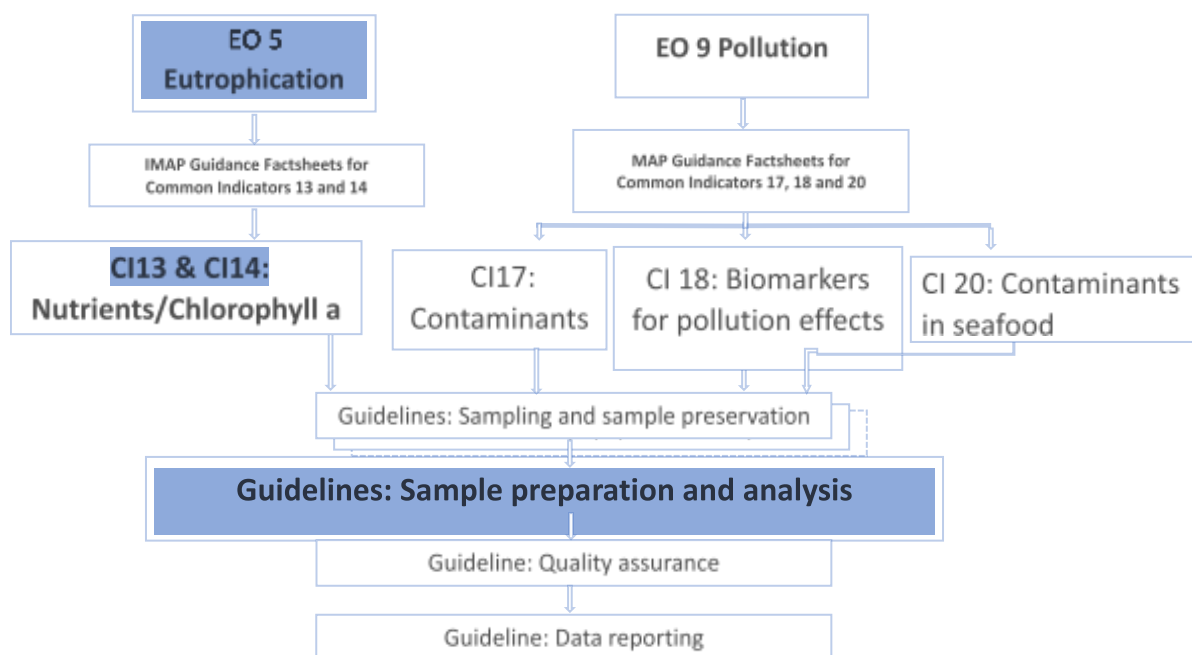 EO 5
Eutrophication
EO 9 Pollution
IMAP Guidance Factsheets for
Common Indicators 13 and 14
MAP Guidance Factsheets for
Common Indicators 17, 18 and 20
CI13 & CI14:
Nutrients/Chlorophyll a
CI17:
Contaminants
CI 18: Biomarkers
for pollution effects
CI 20: Contaminants
in seafood
Guidelines: Sampling and sample preservation
Guidelines: Sample preparation and analysis
Guideline: Quality assurance
Guideline: Data reporting